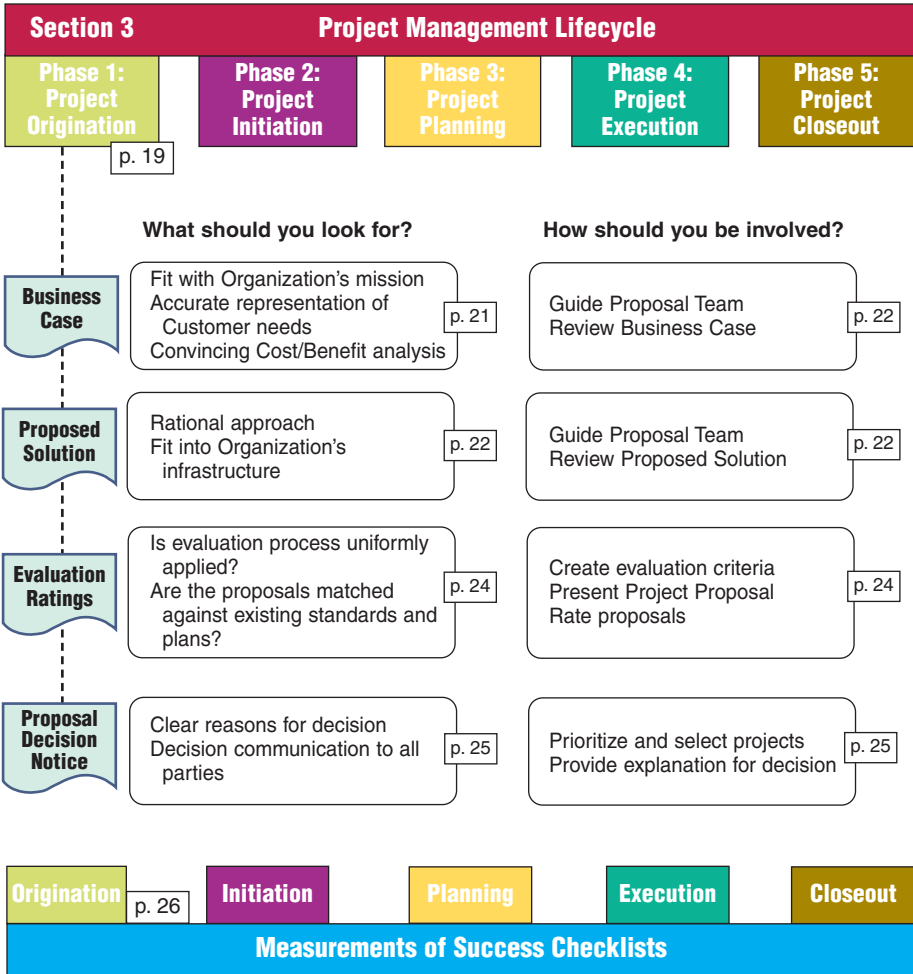 Section 3 Project Management Lifecycle
Phase 1:
Project
Origination
p. 19
Phase 2:
Project
Initiation
Phase 3:
Project
Planning
Phase 4:
Project
Execution
Phase 5:
Project
Closeout
What should you look for?
How should you be involved?
Business
Case
Fit with Organization's mission
Accurate representation of
Customer needs
Convincing Cost/Benefit analysis
p. 21
Guide Proposal Team
Review Business Case
p. 22
Proposed
Solution
Rational approach
Fit into Organization's
infrastructure
p. 22
Guide Proposal Team
Review Proposed Solution
p. 22
Evaluation
Ratings
Is evaluation process uniformly
applied?
Are the proposals matched
against existing standards and
plans?
p. 24
Create evaluation criteria
Present Project Proposal
Rate proposals
p. 24
Proposal
Decision
Notice
Clear reasons for decision
Decision communication to all
parties
p. 25
Prioritize and select projects
Provide explanation for decision
p. 25
Origination
p. 26
Initiation
Planning
Execution
Closeout
Measurements of Success Checklists